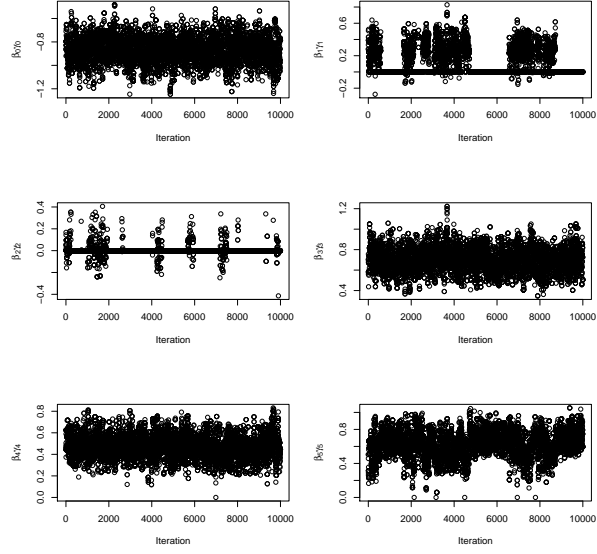 β₀γ₀
−1.2 −0.8
0 2000 4000 6000 8000 10000
Iteration
β₁γ₁
−0.2 0.2 0.6
0 2000 4000 6000 8000 10000
Iteration
β₂γ₂
−0.4 0.0 0.2 0.4
0 2000 4000 6000 8000 10000
Iteration
β₃γ₃
0.4 0.8 1.2
0 2000 4000 6000 8000 10000
Iteration
β₄γ₄
0.0 0.2 0.4 0.6 0.8
0 2000 4000 6000 8000 10000
Iteration
β₅γ₅
0.0 0.4 0.8
0 2000 4000 6000 8000 10000
Iteration